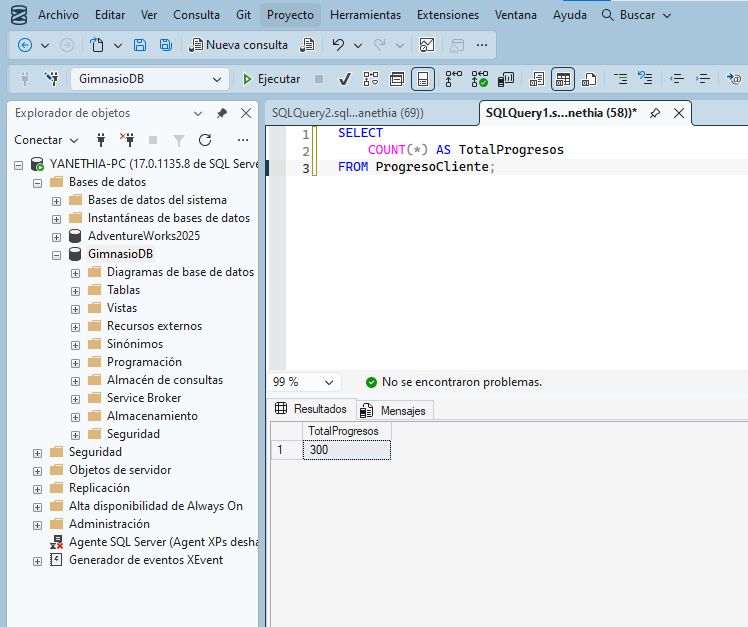 Archivo Editar Ver Consulta Git Proyecto Herramientas Extensiones Ventana Ayuda Buscar
Nueva consulta
GimnasioDB Ejecutar
Explorador de objetos
Conectar
YANETHIA-PC (17.0.1135.8 de SQL Serve
Bases de datos
Bases de datos del sistema
Instantáneas de bases de datos
AdventureWorks2025
GimnasioDB
Diagramas de base de datos
Tablas
Vistas
Recursos externos
Sinónimos
Programación
Almacén de consultas
Service Broker
Almacenamiento
Seguridad
Seguridad
Objetos de servidor
Replicación
Alta disponibilidad de Always On
Administración
Agente SQL Server (Agent XPs desha
Generador de eventos XEvent
SQLQuery2.sql...anethia (69)) SQLQuery1.s...nethia (58))*
1 SELECT
2 COUNT(*) AS TotalProgresos
3 FROM ProgresoCliente;
99 % No se encontraron problemas.
Resultados Mensajes
TotalProgresos
1 300